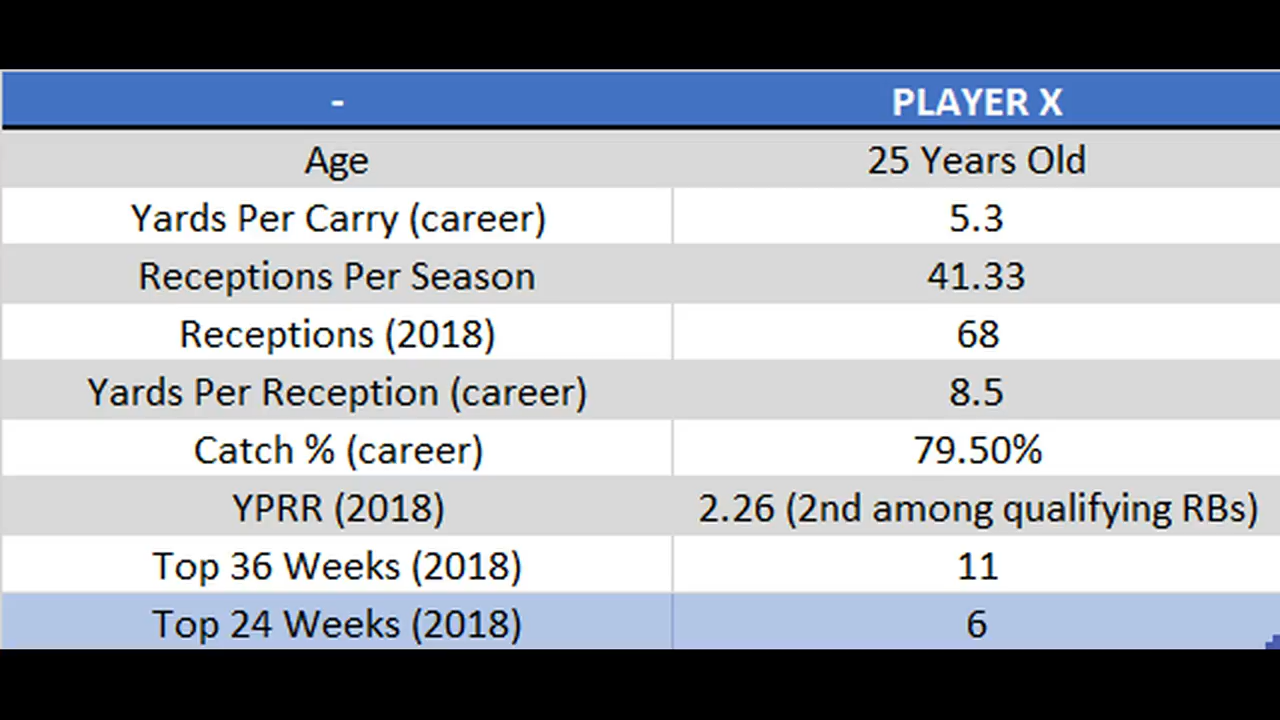 - PLAYER X
Age 25 Years Old
Yards Per Carry (career) 5.3
Receptions Per Season 41.33
Receptions (2018) 68
Yards Per Reception (career) 8.5
Catch % (career) 79.50%
YPRR (2018) 2.26 (2nd among qualifying RBs)
Top 36 Weeks (2018) 11
Top 24 Weeks (2018) 6